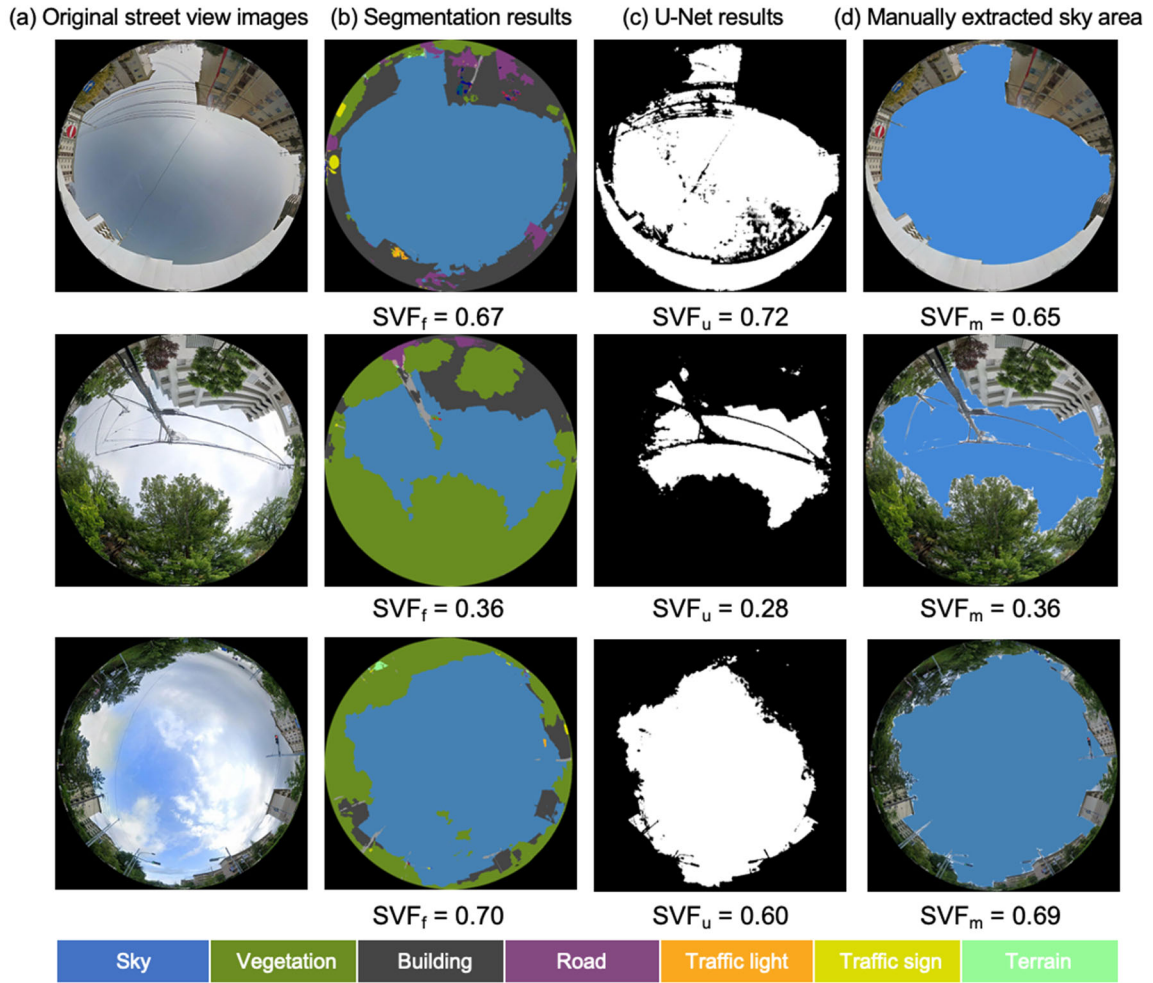 (a) Original street view images (b) Segmentation results (c) U-Net results (d) Manually extracted sky area
SVFf = 0.67 SVFu = 0.72 SVFm = 0.65
SVFf = 0.36 SVFu = 0.28 SVFm = 0.36
SVFf = 0.70 SVFu = 0.60 SVFm = 0.69
Sky Vegetation Building Road Traffic light Traffic sign Terrain